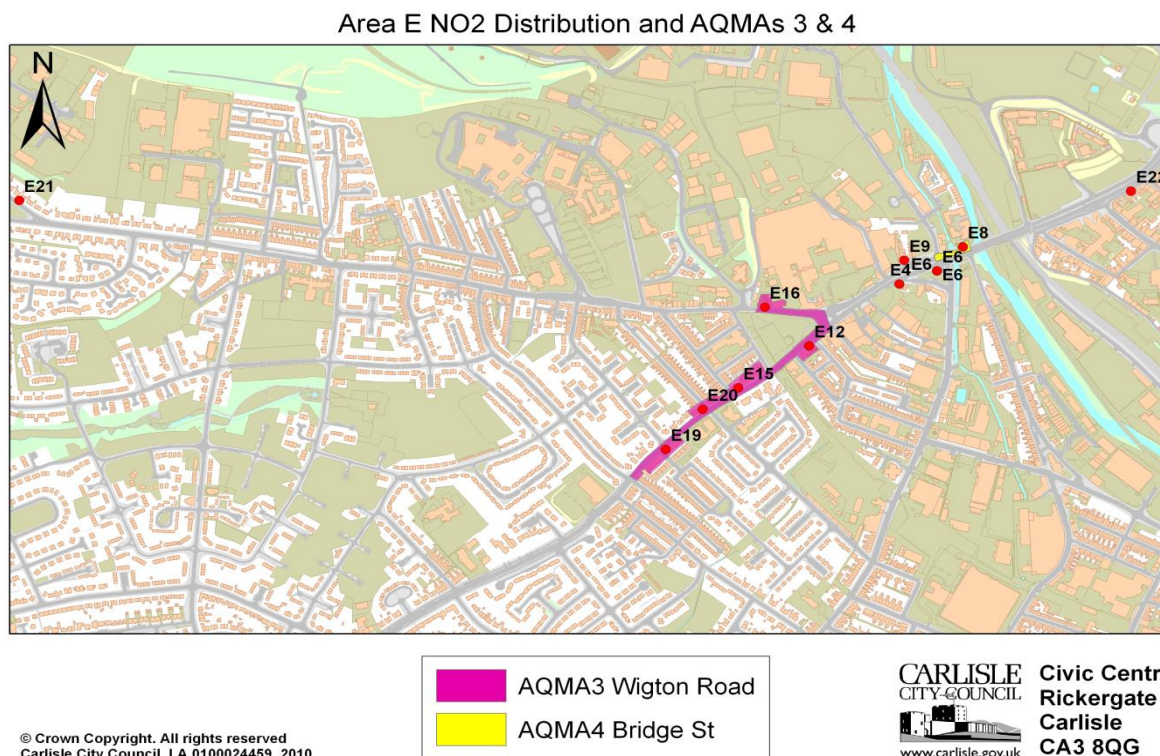 Area E NO2 Distribution and AQMAs 3 & 4
N
E21
E22
E8
E9
E6
E6
E4
E6
E16
E12
E15
E20
E19
AQMA3 Wigton Road
AQMA4 Bridge St
© Crown Copyright. All rights reserved
Carlisle City Council, LA 0100024459, 2010
CARLISLE
CITY-COUNCIL
www.carlisle.gov.uk
Civic Centr
Rickergate
Carlisle
CA3 8QG